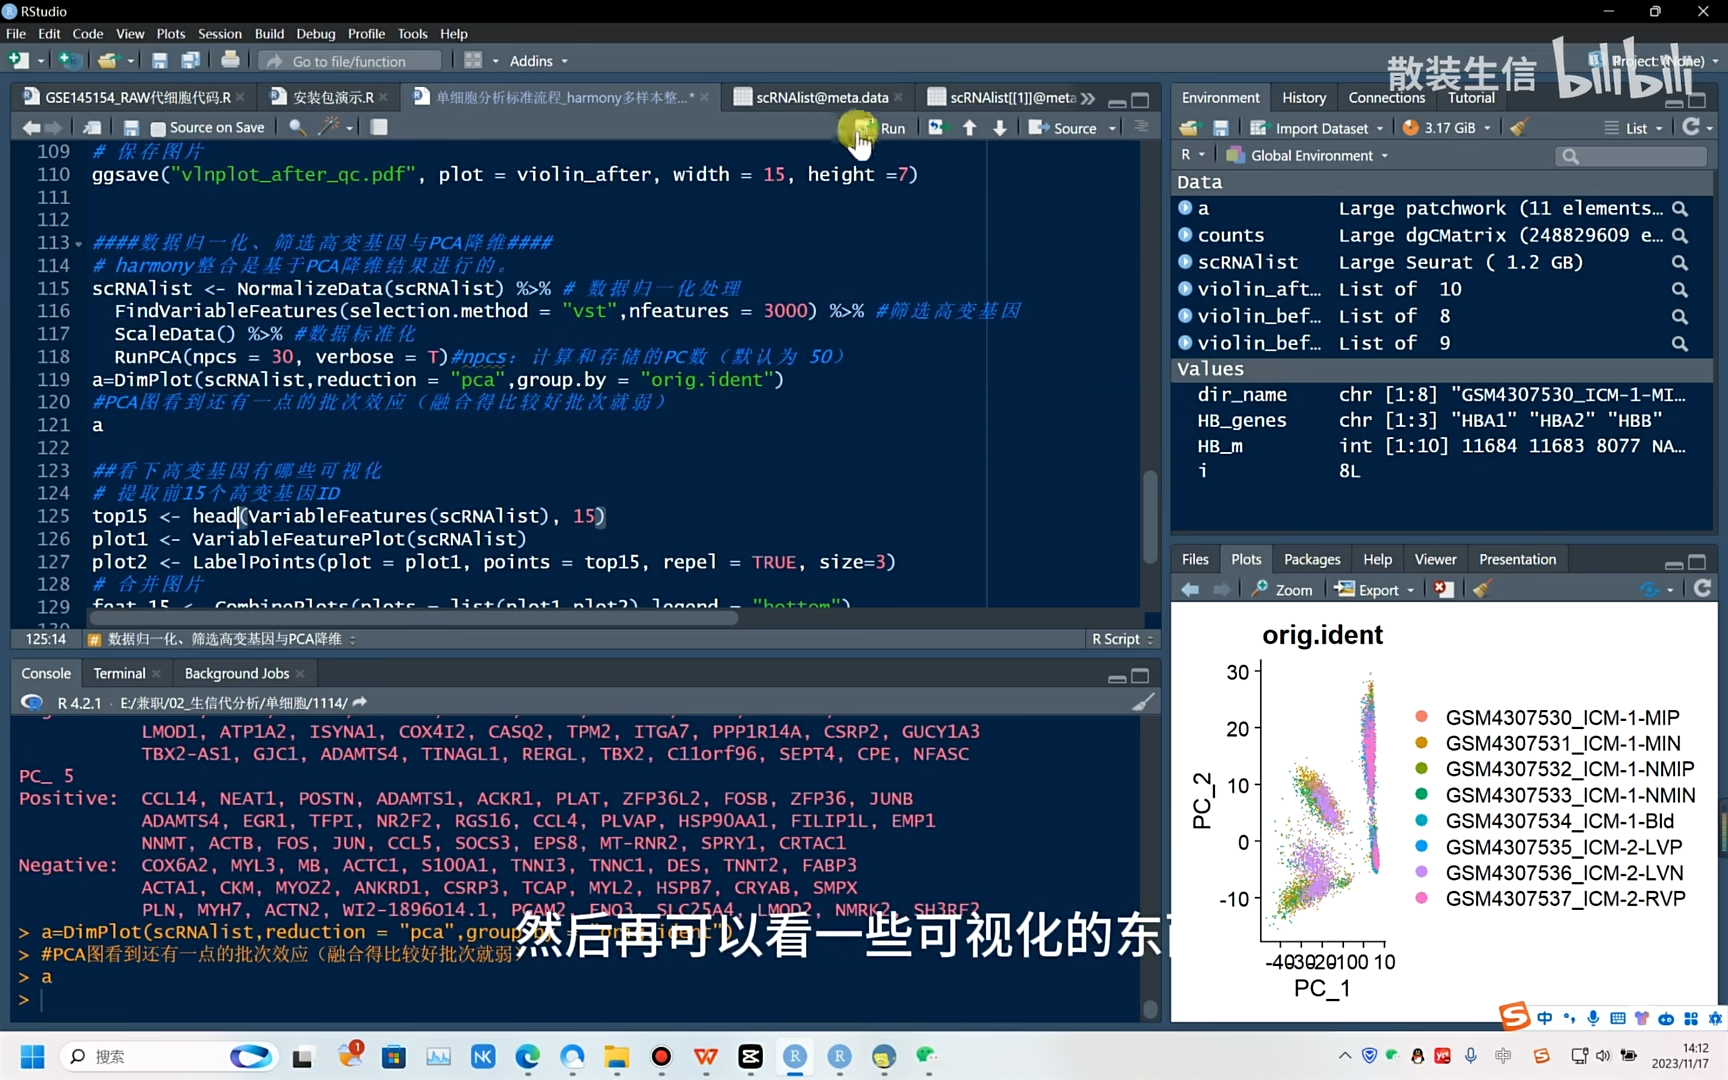 RStudio
File Edit Code View Plots Session Build Debug Profile Tools Help
Go to file/function Addins
散装生信 bilibili
Project: (None)
GSE145154_RAW代细胞代码.R 安装包演示.R 单细胞分析标准流程_harmony多样本整...* scRNAlist@meta.data scRNAlist[[1]]@meta
Source on Save Run Source
109 # 保存图片
110 ggsave("vlnplot_after_qc.pdf", plot = violin_after, width = 15, height =7)
111
112
113 ####数据归一化、筛选高变基因与PCA降维####
114 # harmony整合是基于PCA降维结果进行的。
115 scRNAlist <- NormalizeData(scRNAlist) %>% # 数据归一化处理
116 FindVariableFeatures(selection.method = "vst",nfeatures = 3000) %>% #筛选高变基因
117 ScaleData() %>% #数据标准化
118 RunPCA(npcs = 30, verbose = T)#npcs: 计算和存储的PC数（默认为 50）
119 a=DimPlot(scRNAlist,reduction = "pca",group.by = "orig.ident")
120 #PCA图看到还有一点的批次效应（融合得比较好批次就弱）
121 a
122
123 ##看下高变基因有哪些可视化
124 # 提取前15个高变基因ID
125 top15 <- head(VariableFeatures(scRNAlist), 15)
126 plot1 <- VariableFeaturePlot(scRNAlist)
127 plot2 <- LabelPoints(plot = plot1, points = top15, repel = TRUE, size=3)
128 # 合并图片
129 feat_15 <- CombinePlots(plots = list(plot1,plot2),legend = "bottom")
125:14 数据归一化、筛选高变基因与PCA降维 R Script
Console Terminal Background Jobs
R 4.2.1 · E:/兼职/02_生信代分析/单细胞/1114/
LMOD1, ATP1A2, ISYNA1, COX4I2, CASQ2, TPM2, ITGA7, PPP1R14A, CSRP2, GUCY1A3
TBX2-AS1, GJC1, ADAMTS4, TINAGL1, RERGL, TBX2, C11orf96, SEPT4, CPE, NFASC
PC_ 5
Positive: CCL14, NEAT1, POSTN, ADAMTS1, ACKR1, PLAT, ZFP36L2, FOSB, ZFP36, JUNB
ADAMTS4, EGR1, TFPI, NR2F2, RGS16, CCL4, PLVAP, HSP90AA1, FILIP1L, EMP1
NNMT, ACTB, FOS, JUN, CCL5, SOCS3, EPS8, MT-RNR2, SPRY1, CRTAC1
Negative: COX6A2, MYL3, MB, ACTC1, S100A1, TNNI3, TNNC1, DES, TNNT2, FABP3
ACTA1, CKM, MYOZ2, ANKRD1, CSRP3, TCAP, MYL2, HSPB7, CRYAB, SMPX
PLN, MYH7, ACTN2, WI2-1896O14.1, PGAM2, ENO3, SLC25A4, LMOD2, NMRK2, SH3RF2
> a=DimPlot(scRNAlist,reduction = "pca",group.by = "orig.ident")
> #PCA图看到还有一点的批次效应（融合得比较好批次就弱）
> a
>
然后再可以看一些可视化的东
Environment History Connections Tutorial
Import Dataset 3.17 GiB List
R Global Environment
Data
a Large patchwork (11 elements…
counts Large dgCMatrix (248829609 e…
scRNAlist Large Seurat ( 1.2 GB)
violin_aft… List of 10
violin_bef… List of 8
violin_bef… List of 9
Values
dir_name chr [1:8] "GSM4307530_ICM-1-MI…
HB_genes chr [1:3] "HBA1" "HBA2" "HBB"
HB_m int [1:10] 11684 11683 8077 NA…
i 8L
Files Plots Packages Help Viewer Presentation
Zoom Export
orig.ident
30
20
10
0
-10
PC_2
-40 -30 -20 -10 0 10
PC_1
GSM4307530_ICM-1-MIP
GSM4307531_ICM-1-MIN
GSM4307532_ICM-1-NMIP
GSM4307533_ICM-1-NMIN
GSM4307534_ICM-1-Bld
GSM4307535_ICM-2-LVP
GSM4307536_ICM-2-LVN
GSM4307537_ICM-2-RVP
中
搜索
14:12
2023/11/17